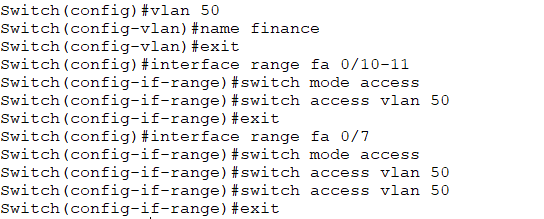 Switch(config)#vlan 50
Switch(config-vlan)#name finance
Switch(config-vlan)#exit
Switch(config)#interface range fa 0/10-11
Switch(config-if-range)#switch mode access
Switch(config-if-range)#switch access vlan 50
Switch(config-if-range)#exit
Switch(config)#interface range fa 0/7
Switch(config-if-range)#switch mode access
Switch(config-if-range)#switch access vlan 50
Switch(config-if-range)#switch access vlan 50
Switch(config-if-range)#exit